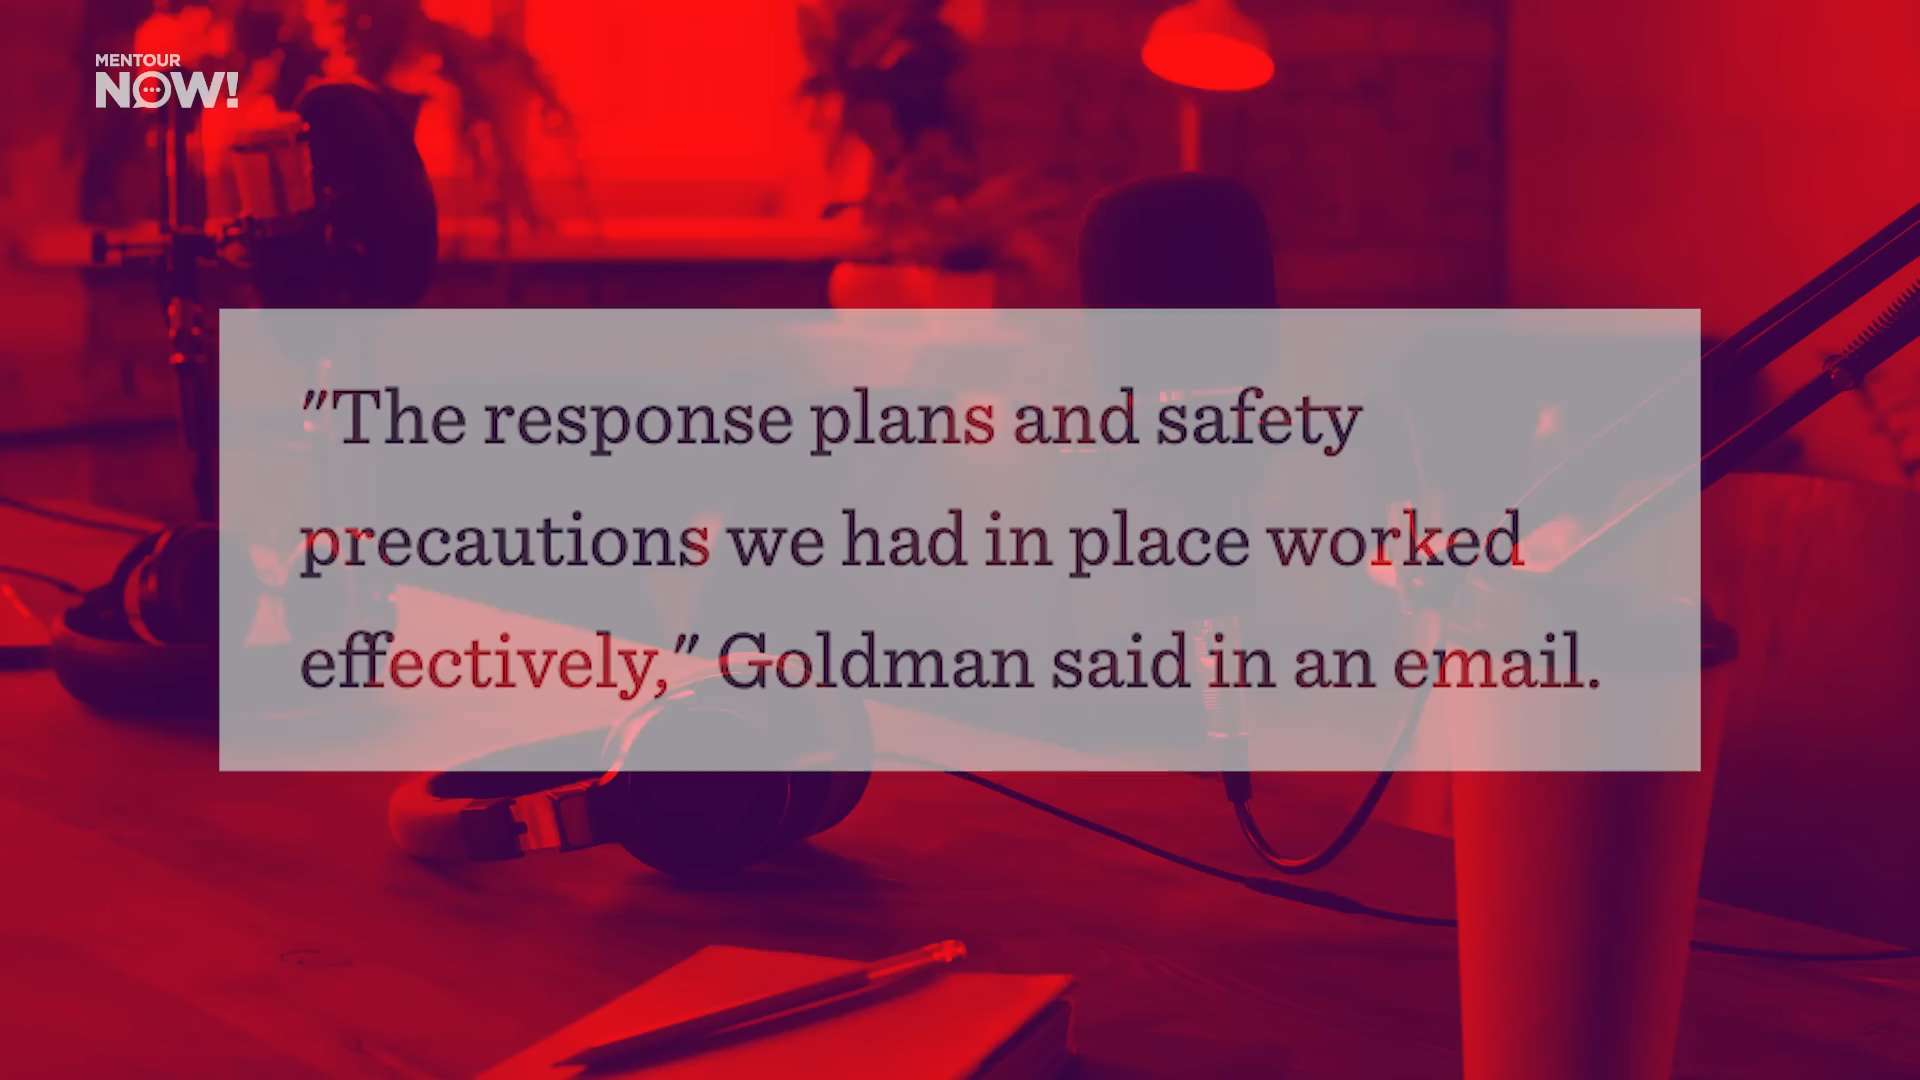 MENTOUR
NOW!
"The response plans and safety
precautions we had in place worked
effectively," Goldman said in an email.